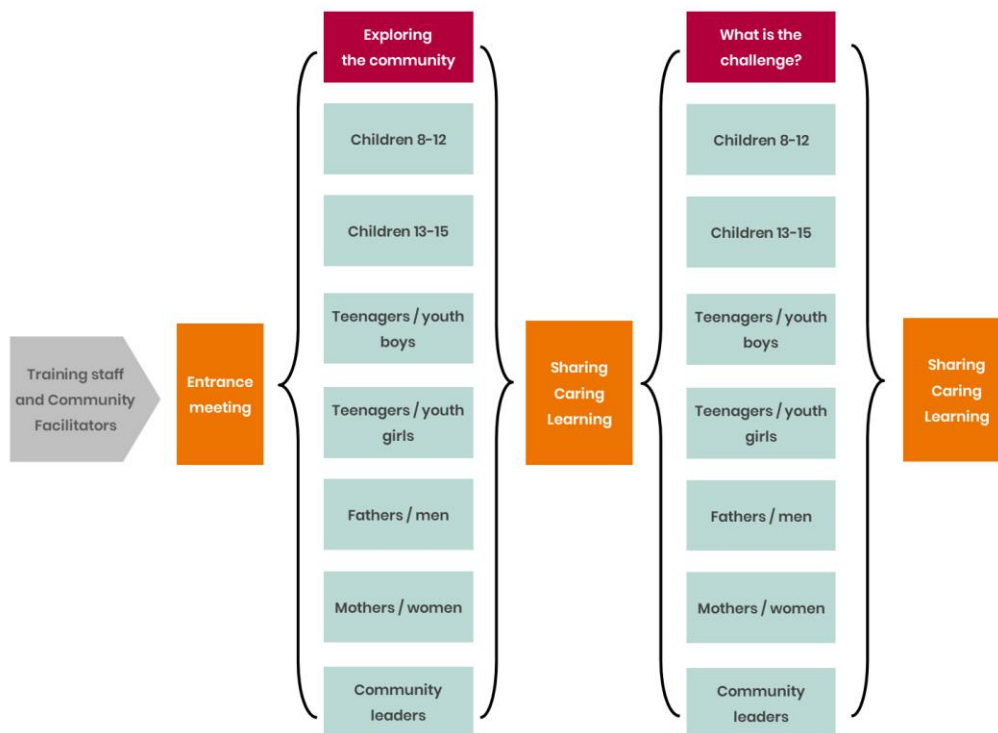 Training staff
and Community
Facilitators
Entrance
meeting
Exploring
the community
Children 8-12
Children 13-15
Teenagers / youth
boys
Teenagers / youth
girls
Fathers / men
Mothers / women
Community
leaders
Sharing
Caring
Learning
What is the
challenge?
Children 8-12
Children 13-15
Teenagers / youth
boys
Teenagers / youth
girls
Fathers / men
Mothers / women
Community
leaders
Sharing
Caring
Learning